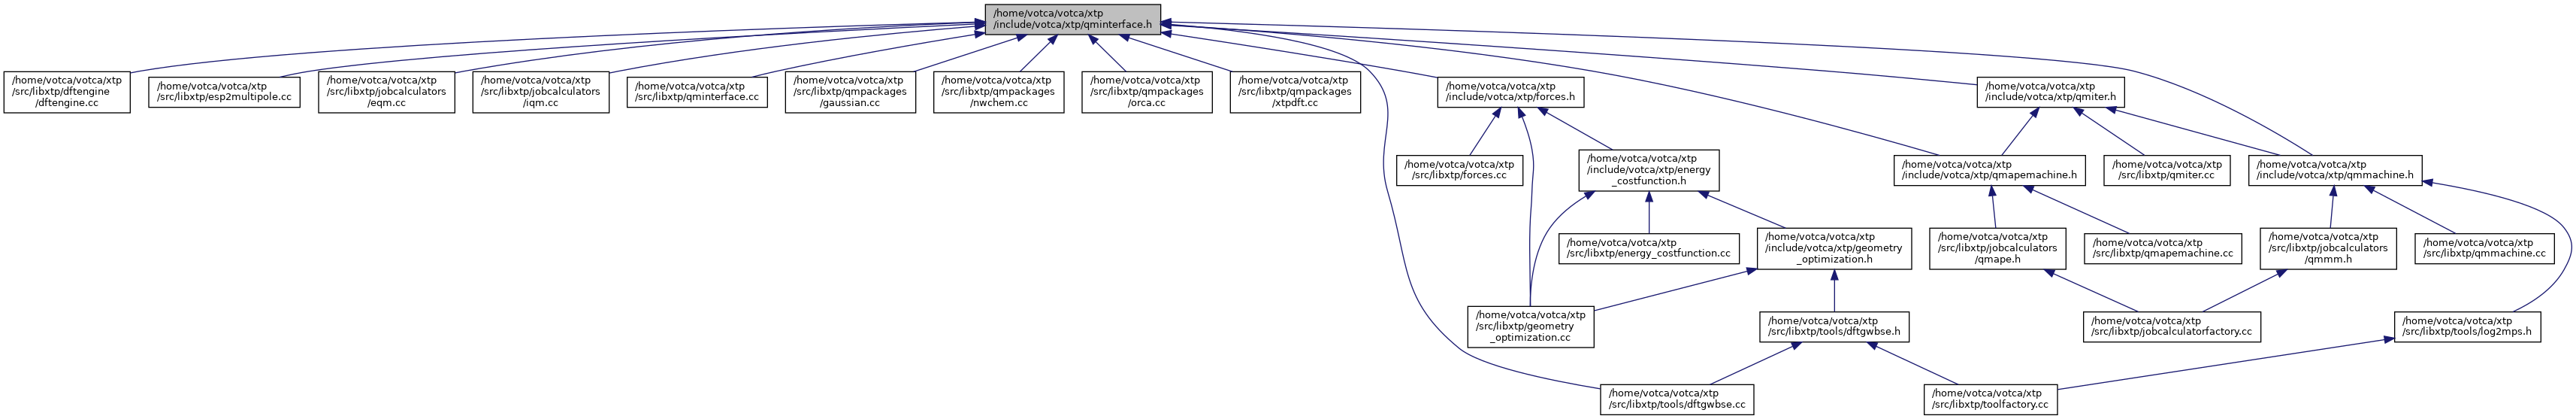 /home/votca/votca/xtp
/include/votca/xtp/qminterface.h
/home/votca/votca/xtp
/src/libxtp/dftengine
/dftengine.cc
/home/votca/votca/xtp
/src/libxtp/esp2multipole.cc
/home/votca/votca/xtp
/src/libxtp/jobcalculators
/eqm.cc
/home/votca/votca/xtp
/src/libxtp/jobcalculators
/iqm.cc
/home/votca/votca/xtp
/src/libxtp/qminterface.cc
/home/votca/votca/xtp
/src/libxtp/qmpackages
/gaussian.cc
/home/votca/votca/xtp
/src/libxtp/qmpackages
/nwchem.cc
/home/votca/votca/xtp
/src/libxtp/qmpackages
/orca.cc
/home/votca/votca/xtp
/src/libxtp/qmpackages
/xtpdft.cc
/home/votca/votca/xtp
/include/votca/xtp/forces.h
/home/votca/votca/xtp
/include/votca/xtp/qmiter.h
/home/votca/votca/xtp
/src/libxtp/forces.cc
/home/votca/votca/xtp
/include/votca/xtp/energy
_costfunction.h
/home/votca/votca/xtp
/include/votca/xtp/qmapemachine.h
/home/votca/votca/xtp
/src/libxtp/qmiter.cc
/home/votca/votca/xtp
/include/votca/xtp/qmmachine.h
/home/votca/votca/xtp
/src/libxtp/energy_costfunction.cc
/home/votca/votca/xtp
/include/votca/xtp/geometry
_optimization.h
/home/votca/votca/xtp
/src/libxtp/jobcalculators
/qmape.h
/home/votca/votca/xtp
/src/libxtp/qmapemachine.cc
/home/votca/votca/xtp
/src/libxtp/jobcalculators
/qmmm.h
/home/votca/votca/xtp
/src/libxtp/qmmachine.cc
/home/votca/votca/xtp
/src/libxtp/geometry
_optimization.cc
/home/votca/votca/xtp
/src/libxtp/tools/dftgwbse.h
/home/votca/votca/xtp
/src/libxtp/jobcalculatorfactory.cc
/home/votca/votca/xtp
/src/libxtp/tools/log2mps.h
/home/votca/votca/xtp
/src/libxtp/tools/dftgwbse.cc
/home/votca/votca/xtp
/src/libxtp/toolfactory.cc